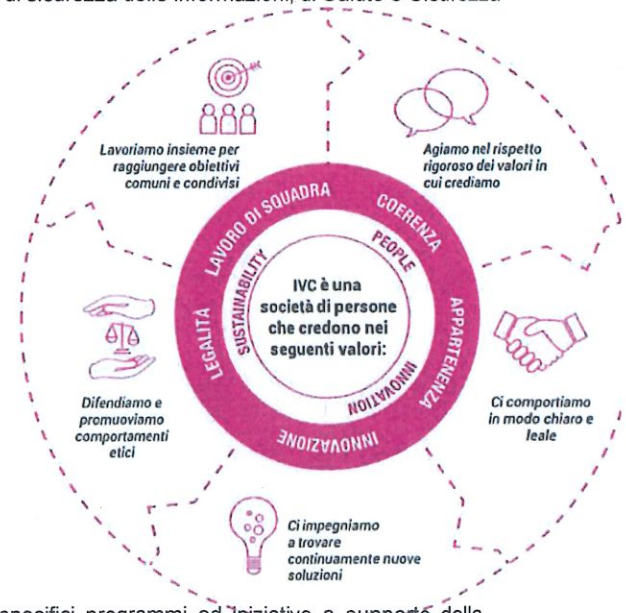 di sicurezza delle informazioni, di Salute e Sicurezza
Lavoriamo insieme per
raggiungere obiettivi
comuni e condivisi
Agiamo nel rispetto
rigoroso dei valori in
cui crediamo
LAVORO DI SQUADRA
COERENZA
APPARTENENZA
INNOVAZIONE
LEGALITÀ
SUSTAINABILITY
PEOPLE
INNOVATION
IVC è una
società di persone
che credono nei
seguenti valori:
Difendiamo e
promuoviamo
comportamenti
etici
Ci comportiamo
in modo chiaro e
leale
Ci impegniamo
a trovare
continuamente nuove
soluzioni
specifici programmi ed iniziative a supporto della